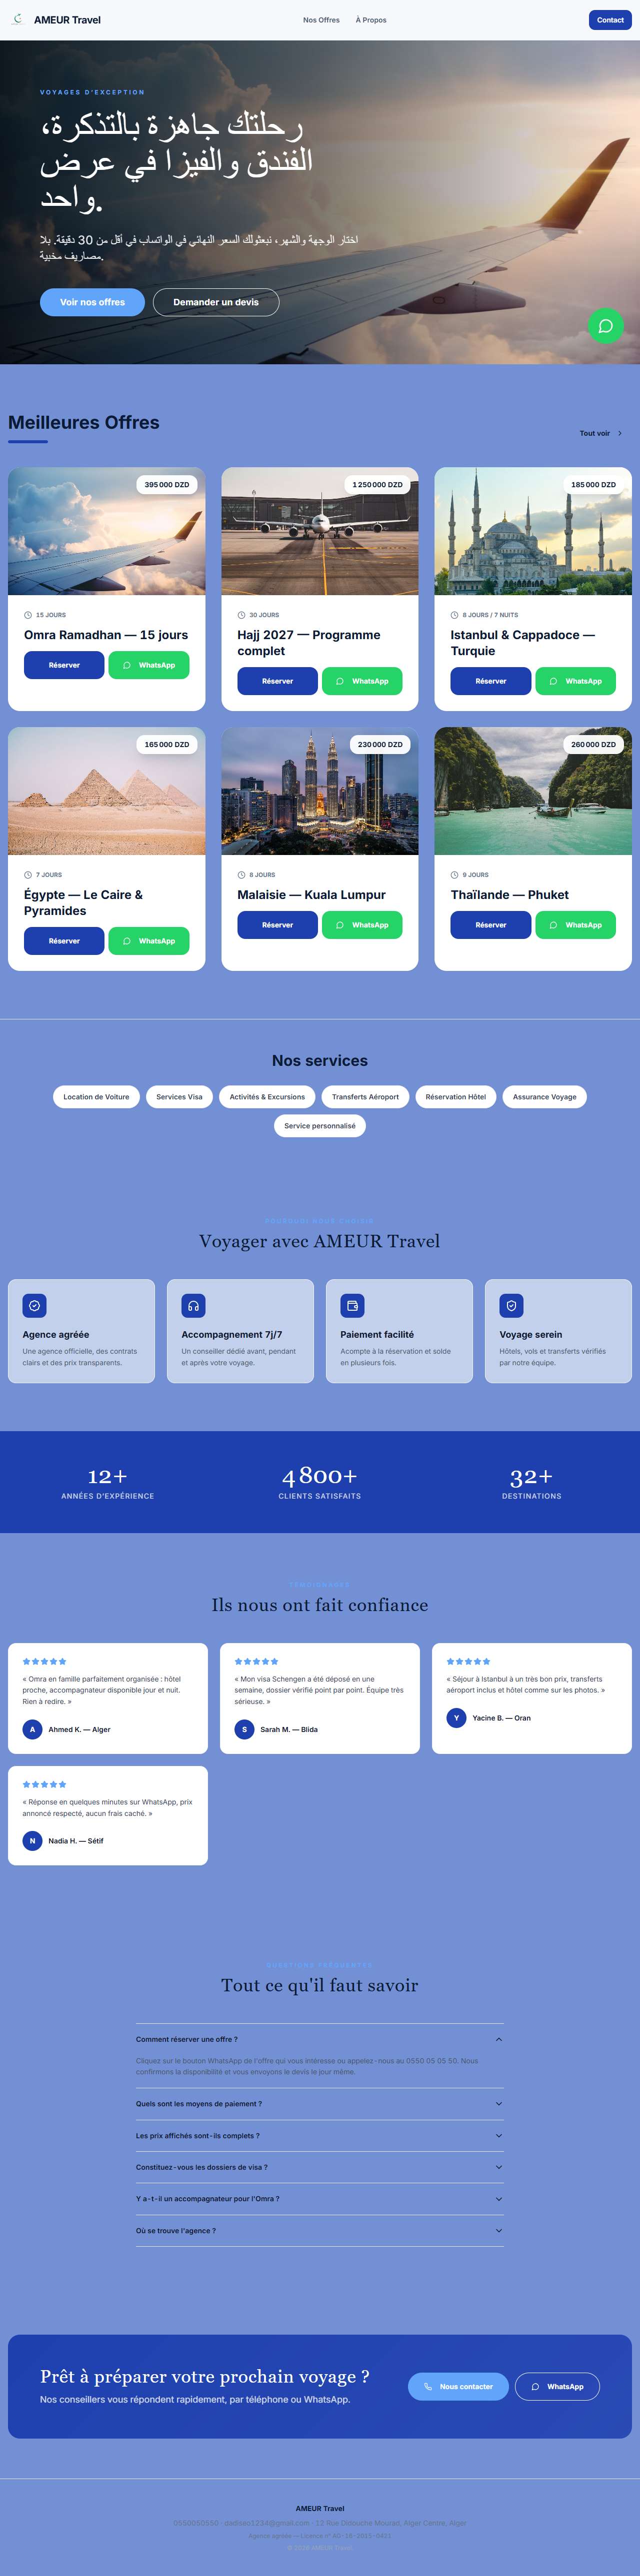 AMEUR Travel
Nos Offres
À Propos
Contact
VOYAGES D'EXCEPTION
رحلتك جاهزة بالتذكرة،
الفندق والفيزا في عرض
واحد.
اختار الوجهة والشهر، نبعثولك السعر النهائي في الواتساب في أقل من 30 دقيقة. بلا
مصاريف مخبية.
Voir nos offres
Demander un devis
Meilleures Offres
Tout voir
395 000 DZD
15 JOURS
Omra Ramadhan — 15 jours
Réserver
WhatsApp
1 250 000 DZD
30 JOURS
Hajj 2027 — Programme
complet
Réserver
WhatsApp
185 000 DZD
8 JOURS / 7 NUITS
Istanbul & Cappadoce —
Turquie
Réserver
WhatsApp
165 000 DZD
7 JOURS
Égypte — Le Caire &
Pyramides
Réserver
WhatsApp
230 000 DZD
8 JOURS
Malaisie — Kuala Lumpur
Réserver
WhatsApp
260 000 DZD
9 JOURS
Thaïlande — Phuket
Réserver
WhatsApp
Nos services
Location de Voiture
Services Visa
Activités & Excursions
Transferts Aéroport
Réservation Hôtel
Assurance Voyage
Service personnalisé
POURQUOI NOUS CHOISIR
Voyager avec AMEUR Travel
Agence agréée
Une agence officielle, des contrats
clairs et des prix transparents.
Accompagnement 7j/7
Un conseiller dédié avant, pendant
et après votre voyage.
Paiement facilité
Acompte à la réservation et solde
en plusieurs fois.
Voyage serein
Hôtels, vols et transferts vérifiés
par notre équipe.
12+
ANNÉES D'EXPÉRIENCE
4 800+
CLIENTS SATISFAITS
32+
DESTINATIONS
Ils nous ont fait confiance
« Omra en famille parfaitement organisée : hôtel
proche, accompagnateur disponible jour et nuit.
Rien à redire. »
A
Ahmed K. — Alger
« Mon visa Schengen a été déposé en une
semaine, dossier vérifié point par point. Équipe très
sérieuse. »
S
Sarah M. — Blida
« Séjour à Istanbul à un très bon prix, transferts
aéroport inclus et hôtel comme sur les photos. »
Y
Yacine B. — Oran
« Réponse en quelques minutes sur WhatsApp, prix
annoncé respecté, aucun frais caché. »
N
Nadia H. — Sétif
QUESTIONS FRÉQUENTES
Tout ce qu'il faut savoir
Comment réserver une offre ?
Cliquez sur le bouton WhatsApp de l'offre qui vous intéresse ou appelez-nous au 0550 05 05 50. Nous
confirmons la disponibilité et vous envoyons le devis le jour même.
Quels sont les moyens de paiement ?
Les prix affichés sont-ils complets ?
Constituez-vous les dossiers de visa ?
Y a-t-il un accompagnateur pour l'Omra ?
Où se trouve l'agence ?
Prêt à préparer votre prochain voyage ?
Nos conseillers vous répondent rapidement, par téléphone ou WhatsApp.
Nous contacter
WhatsApp
AMEUR Travel